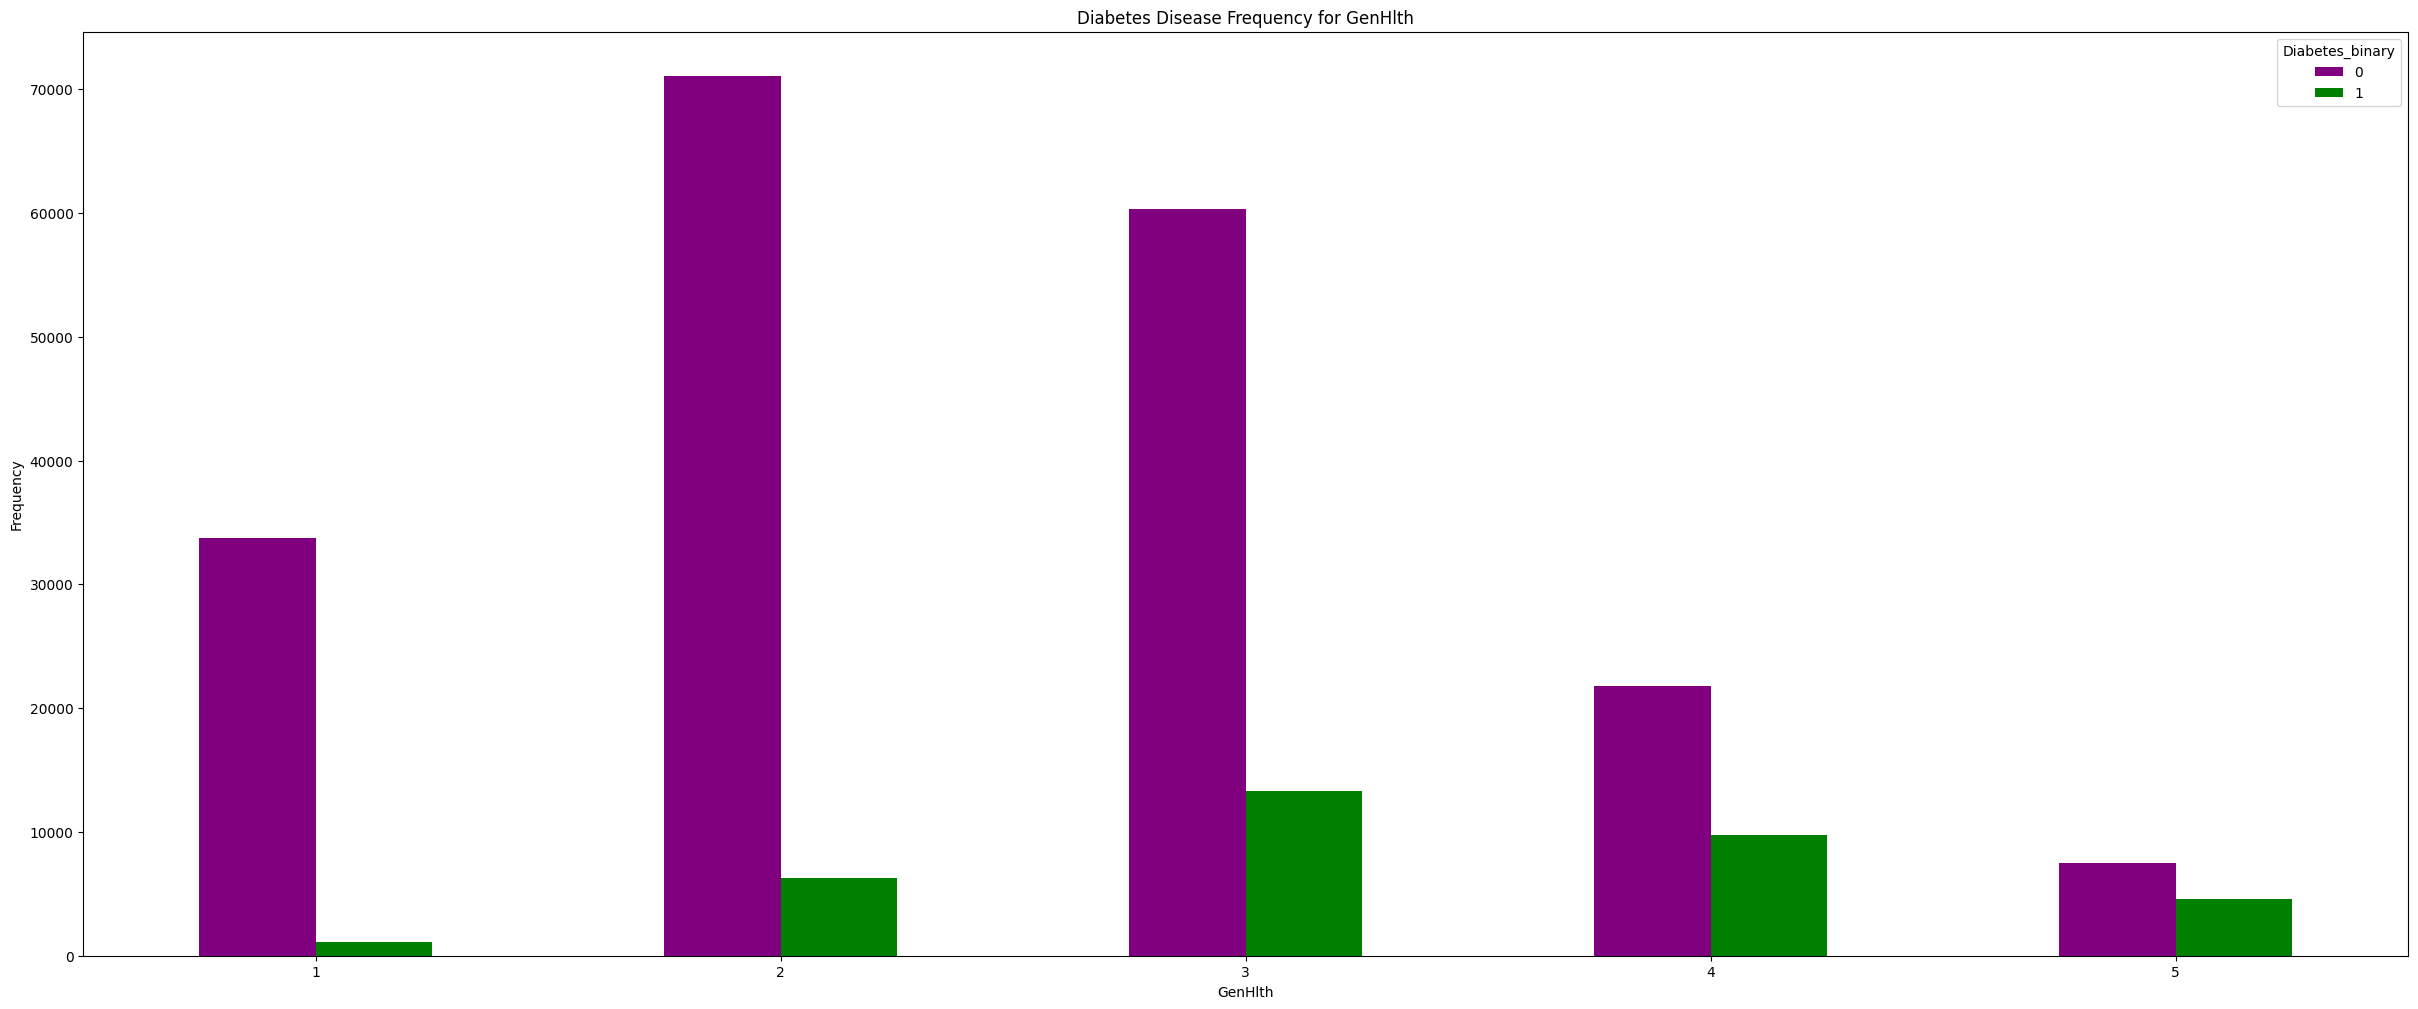 Diabetes Disease Frequency for GenHlth
Diabetes_binary
0
1
70000
60000
50000
40000
30000
20000
10000
0
Frequency
1 2 3 4 5
GenHlth